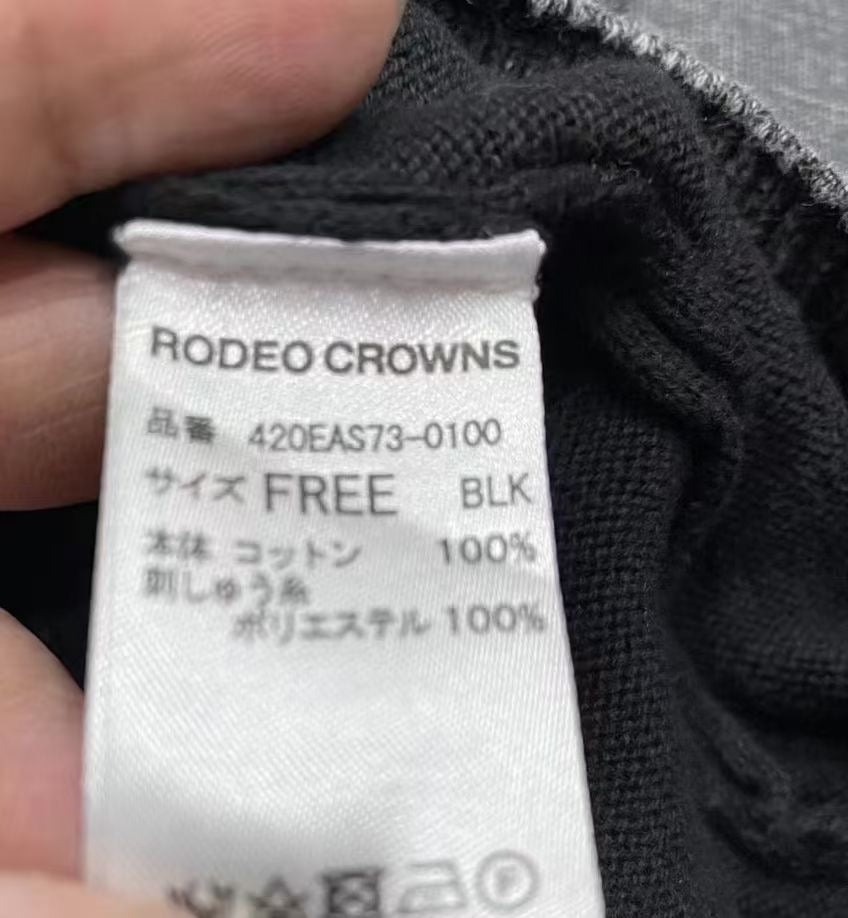 RODEO CROWNS
品番 420EAS73-0100
サイズ FREE BLK
本体 コットン 100%
刺しゅう糸
ポリエステル 100%
F